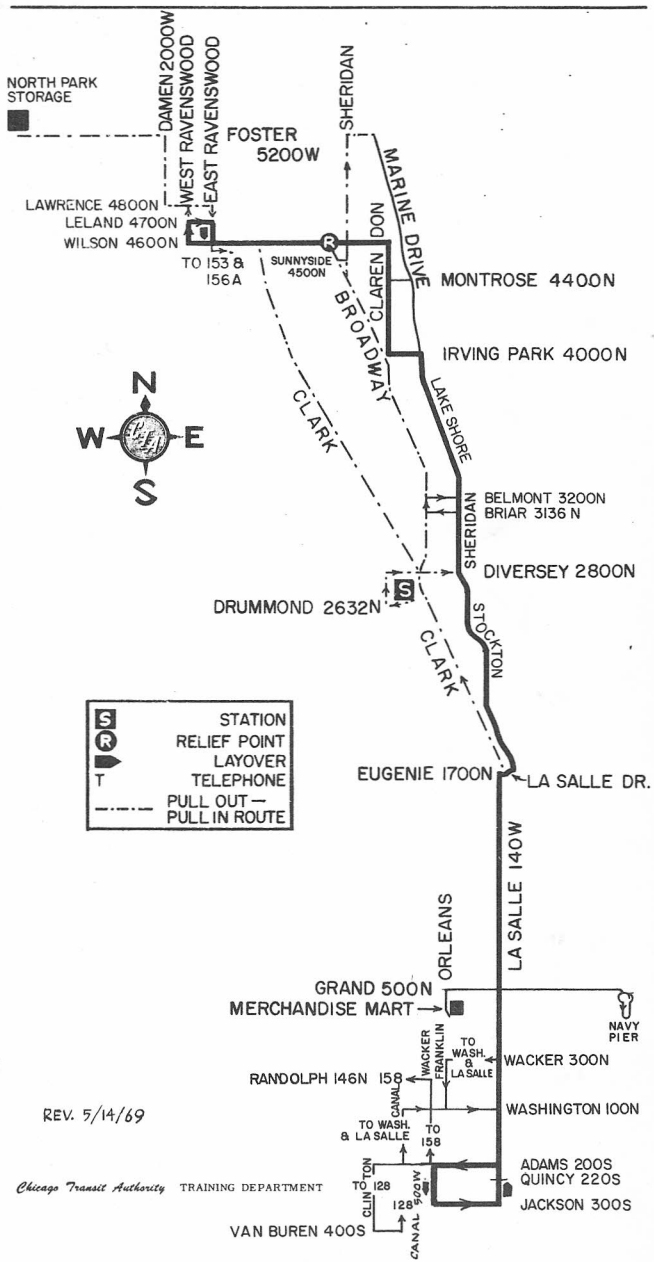 NORTH PARK
STORAGE
DAMEN 2000W
WEST RAVENSWOOD
EAST RAVENSWOOD
SHERIDAN
FOSTER
5200W
MARINE DRIVE
LAWRENCE 4800N
LELAND 4700N
T
WILSON 4600N
TO 153 &
156A
SUNNYSIDE
4500N
R
CLARENDON
BROADWAY
MONTROSE 4400N
IRVING PARK 4000N
CLARK
N
W E
S
LAKE SHORE
SHERIDAN
BELMONT 3200N
BRIAR 3136 N
DIVERSEY 2800N
S
DRUMMOND 2632N
STOCKTON
CLARK
S STATION
R RELIEF POINT
LAYOVER
T TELEPHONE
PULL OUT —
PULL IN ROUTE
EUGENIE 1700N
LA SALLE DR.
LA SALLE 140W
ORLEANS
GRAND 500N
MERCHANDISE MART
NAVY
PIER
WACKER
FRANKLIN
TO
WASH.
&
LA SALLE
WACKER 300N
RANDOLPH 146N 158
CANAL
WASHINGTON 100N
TO WASH.
& LA SALLE
TO
158
REV. 5/14/69
ADAMS 200S
QUINCY 220S
JACKSON 300S
CLINTON
TO 128
128
CANAL 500W
VAN BUREN 400S
Chicago Transit Authority TRAINING DEPARTMENT